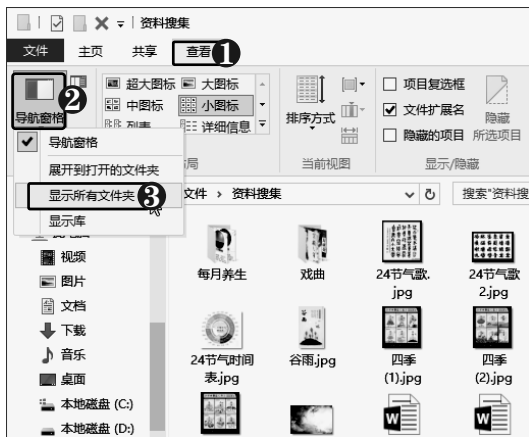 资料搜集
文件 主页 共享 查看 1
导航窗格 2
超大图标 大图标
中图标 小图标
列表 详细信息
排序方式
当前视图
项目复选框
文件扩展名
隐藏的项目
隐藏
所选项目
显示/隐藏
导航窗格
展开到打开的文件夹
显示所有文件夹 3
显示库
局
文件 › 资料搜集
搜索"资料搜
视频
图片
文档
下载
音乐
桌面
本地磁盘 (C:)
本地磁盘 (D:)
每月养生
戏曲
24节气歌.
jpg
24节气歌
2.jpg
24节气时间
表.jpg
谷雨.jpg
四季
(1).jpg
四季
(2).jpg
W
W